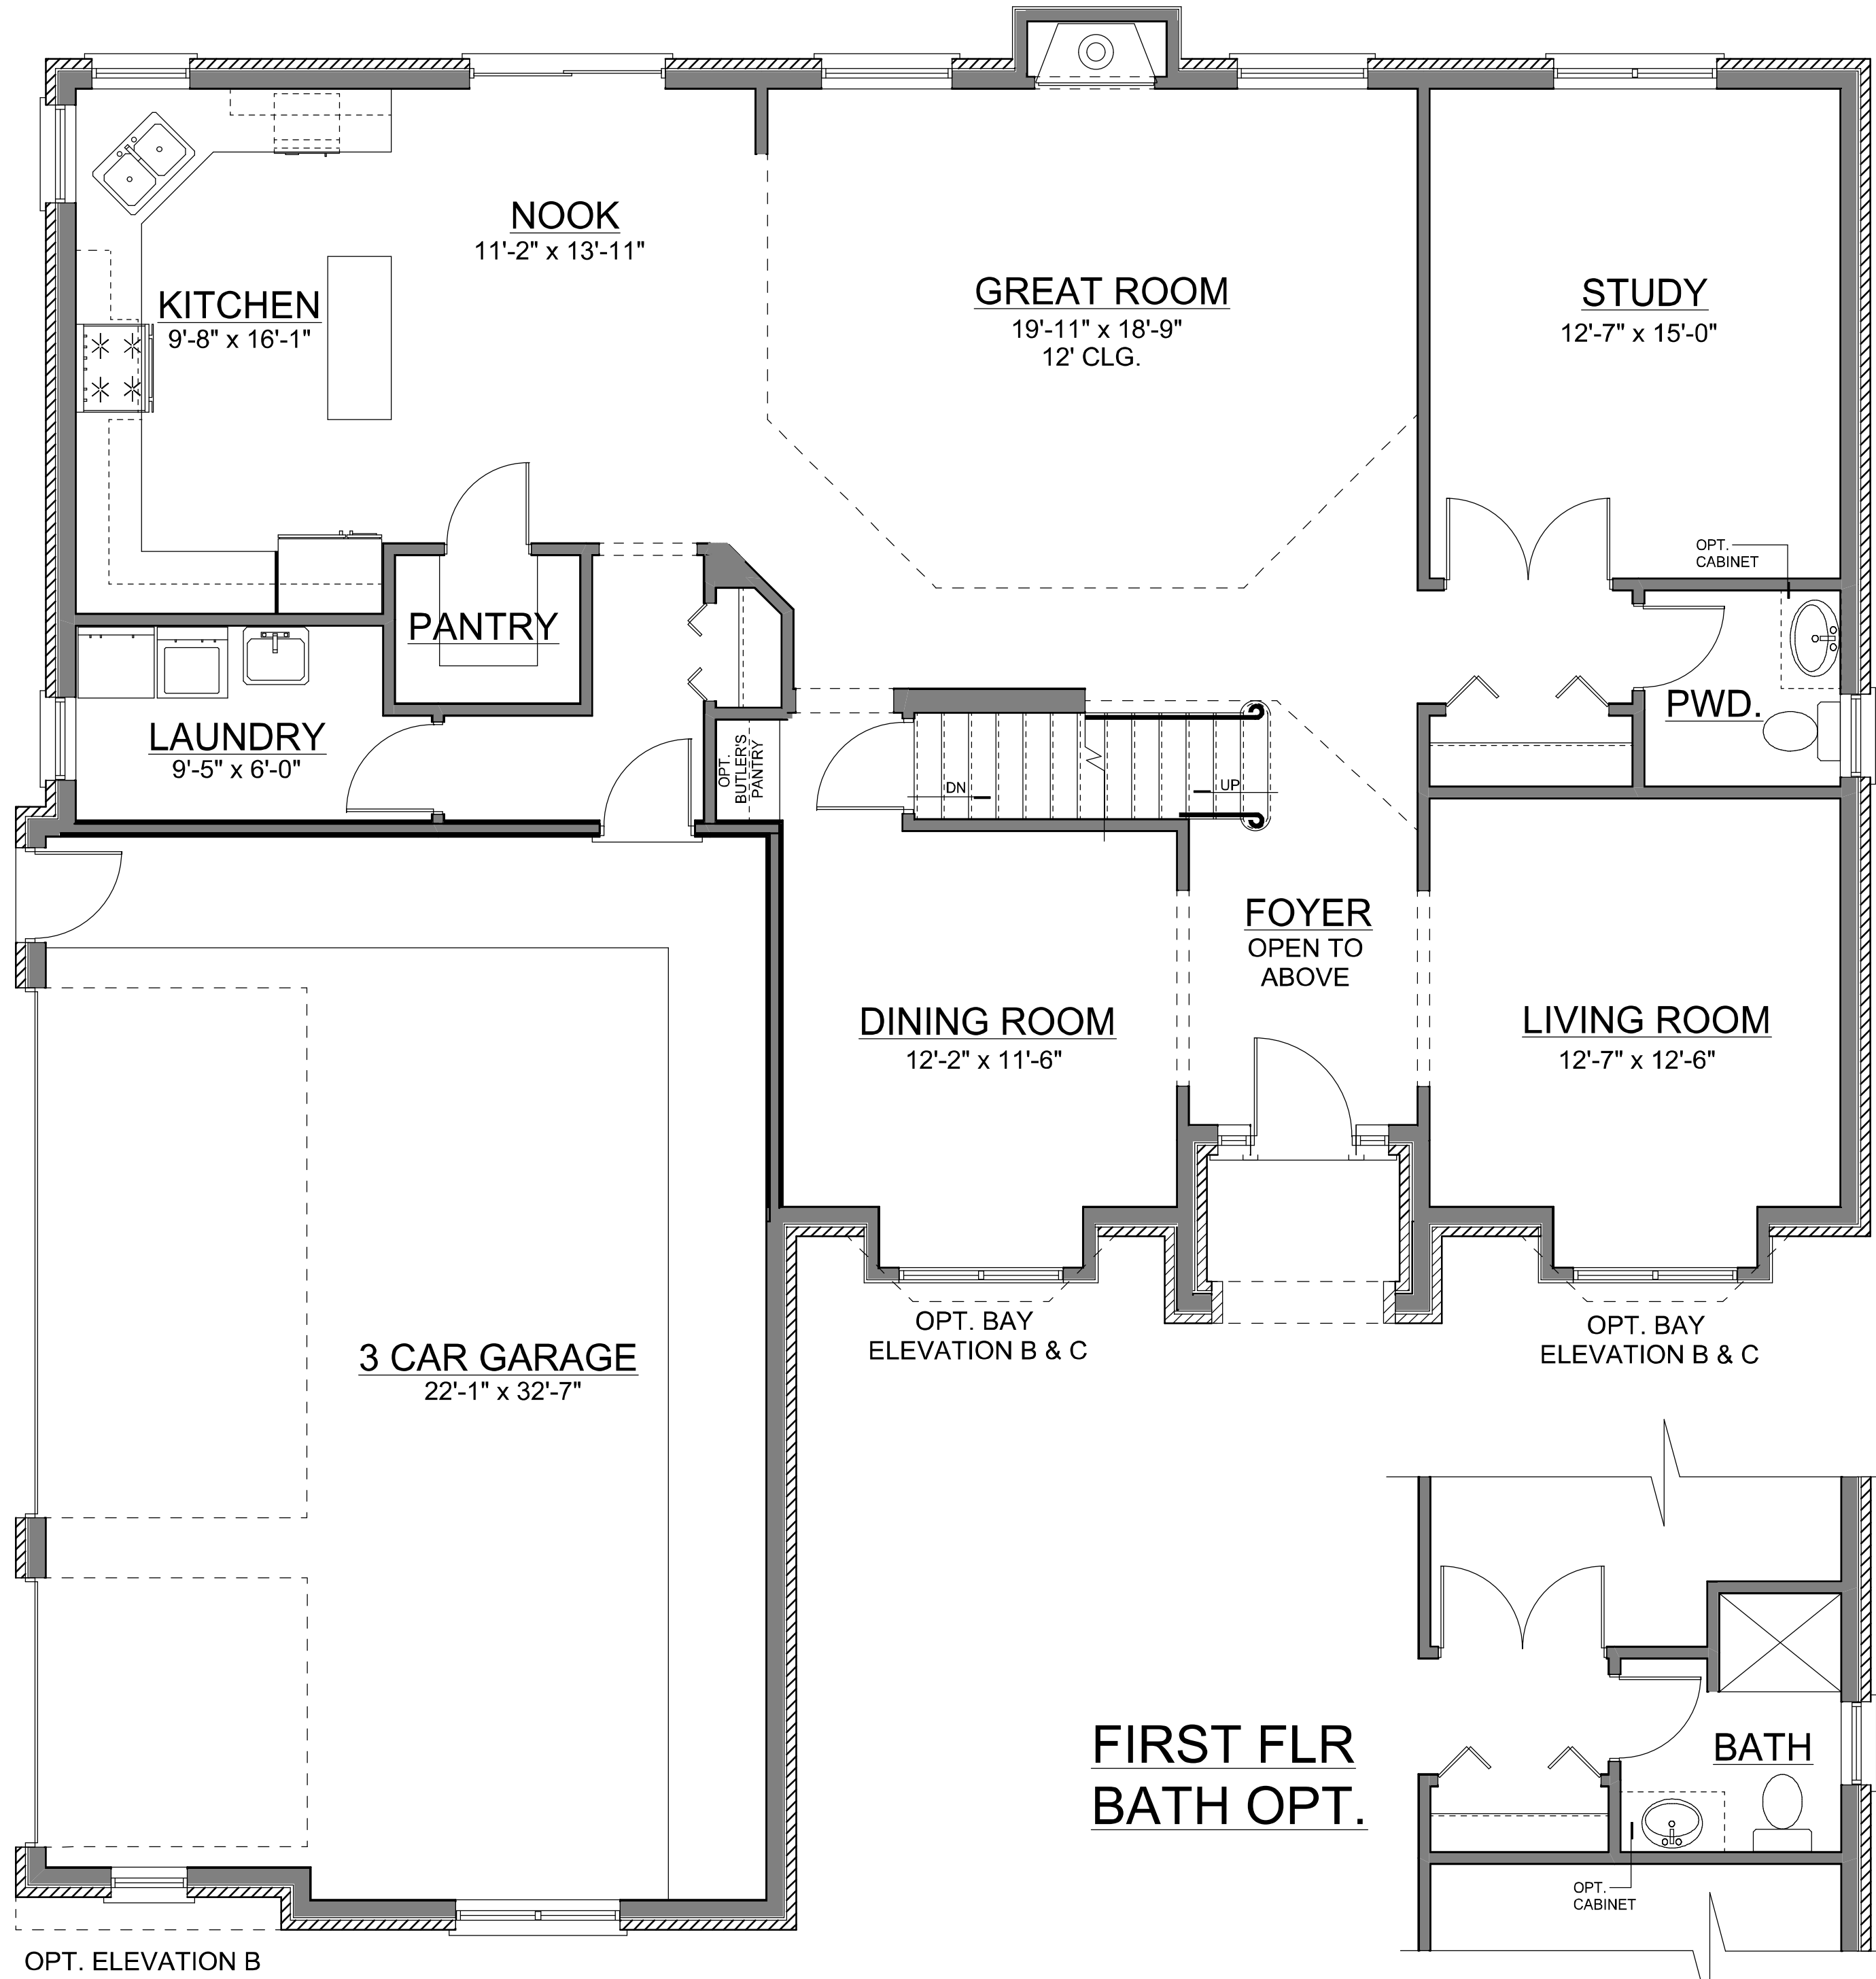 NOOK
11'-2" x 13'-11"
KITCHEN
9'-8" x 16'-1"
GREAT ROOM
19'-11" x 18'-9"
12' CLG.
STUDY
12'-7" x 15'-0"
OPT.
CABINET
PANTRY
PWD.
LAUNDRY
9'-5" x 6'-0"
OPT.
BUTLER'S
PANTRY
DN
UP
FOYER
OPEN TO
ABOVE
DINING ROOM
12'-2" x 11'-6"
LIVING ROOM
12'-7" x 12'-6"
OPT. BAY
ELEVATION B & C
OPT. BAY
ELEVATION B & C
3 CAR GARAGE
22'-1" x 32'-7"
FIRST FLR
BATH OPT.
BATH
OPT.
CABINET
OPT. ELEVATION B